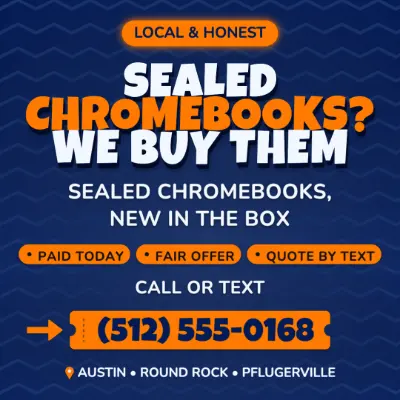 LOCAL & HONEST
SEALED
CHROMEBOOKS?
WE BUY THEM
SEALED CHROMEBOOKS,
NEW IN THE BOX
• PAID TODAY • FAIR OFFER • QUOTE BY TEXT
CALL OR TEXT
(512) 555-0168
AUSTIN • ROUND ROCK • PFLUGERVILLE